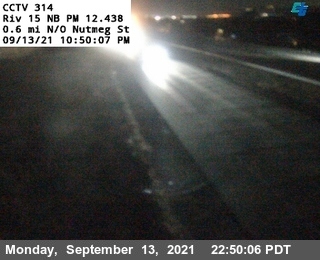 CCTV 314
Riv 15 NB PM 12.438
0.6 mi N/O Nutmeg St
09/13/21 10:50:07 PM
Monday, September 13, 2021 22:50:06 PDT